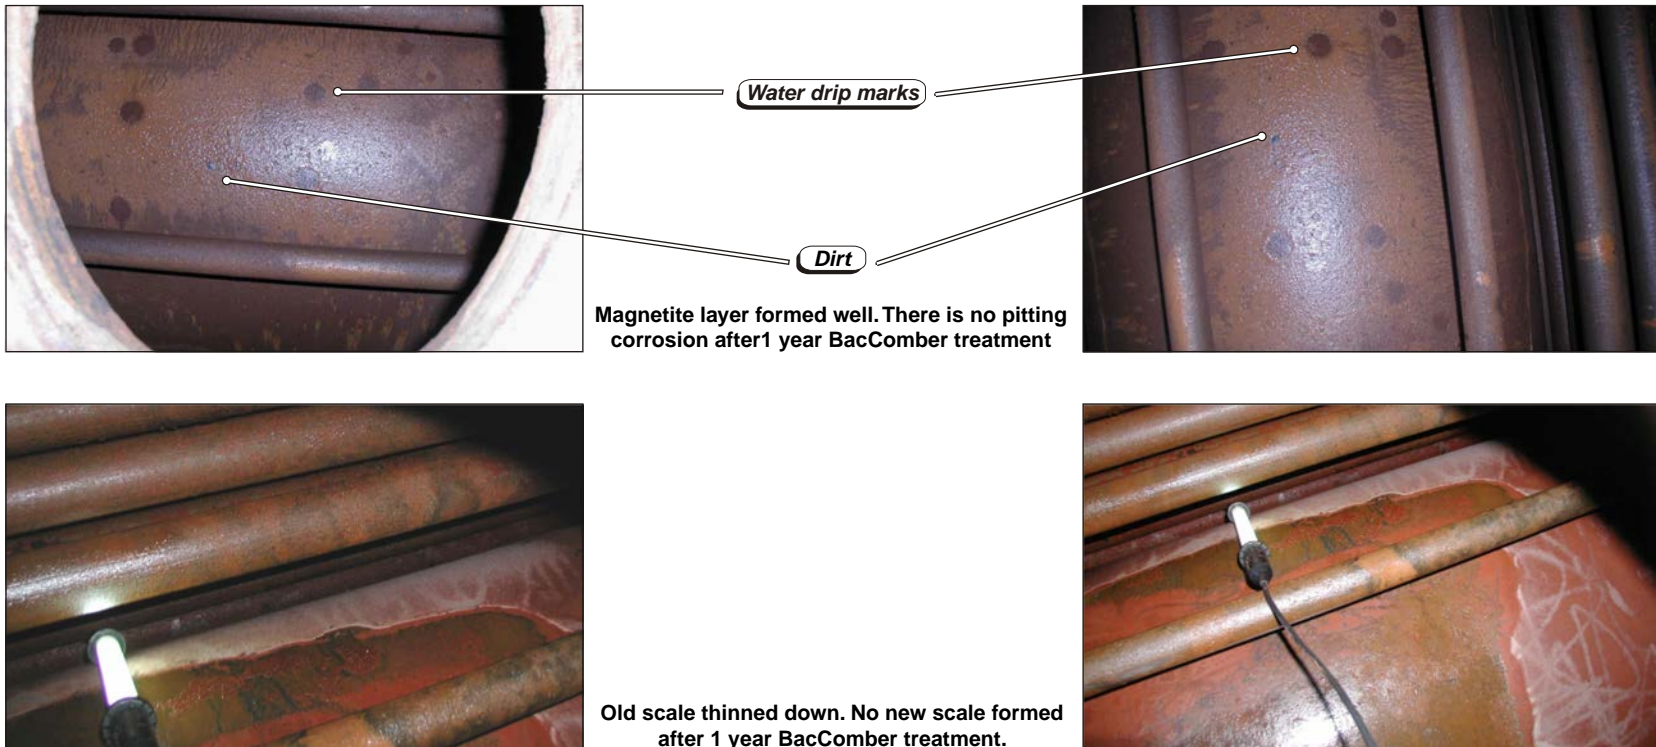 Water drip marks
Dirt
Magnetite layer formed well. There is no pitting
corrosion after1 year BacComber treatment
Old scale thinned down. No new scale formed
after 1 year BacComber treatment.